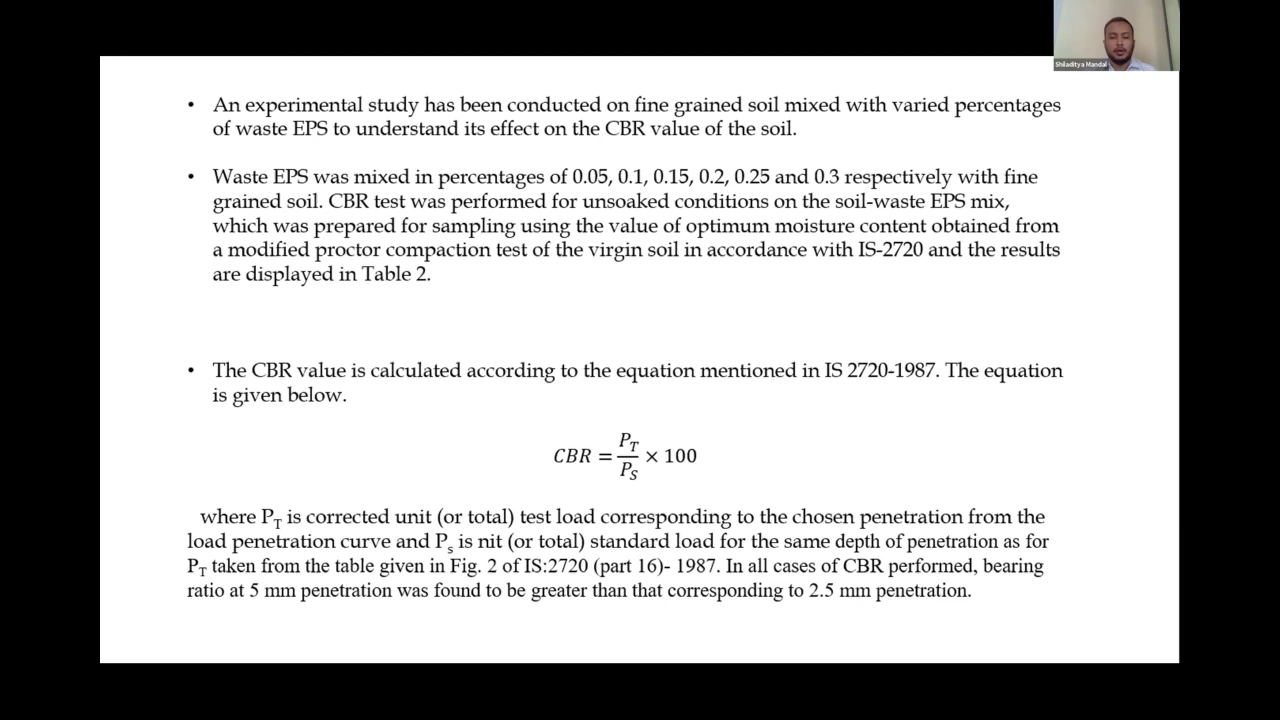 Shiladitya Mandal
• An experimental study has been conducted on fine grained soil mixed with varied percentages
of waste EPS to understand its effect on the CBR value of the soil.
• Waste EPS was mixed in percentages of 0.05, 0.1, 0.15, 0.2, 0.25 and 0.3 respectively with fine
grained soil. CBR test was performed for unsoaked conditions on the soil-waste EPS mix,
which was prepared for sampling using the value of optimum moisture content obtained from
a modified proctor compaction test of the virgin soil in accordance with IS-2720 and the results
are displayed in Table 2.
• The CBR value is calculated according to the equation mentioned in IS 2720-1987. The equation
is given below.
CBR = P_T / P_S × 100
where P_T is corrected unit (or total) test load corresponding to the chosen penetration from the
load penetration curve and P_s is nit (or total) standard load for the same depth of penetration as for
P_T taken from the table given in Fig. 2 of IS:2720 (part 16)- 1987. In all cases of CBR performed, bearing
ratio at 5 mm penetration was found to be greater than that corresponding to 2.5 mm penetration.